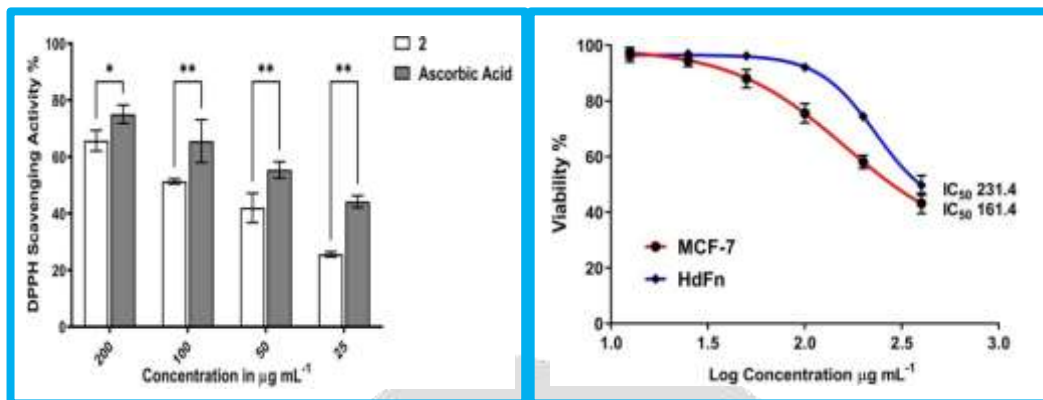 DPPH Scavenging Activity %
100
80
60
40
20
0
* ** ** **
2
Ascorbic Acid
200 100 50 25
Concentration in µg mL⁻¹
Viability %
100
80
60
40
20
0
IC₅₀ 231.4
IC₅₀ 161.4
MCF-7
HdFn
1.0 1.5 2.0 2.5 3.0
Log Concentration µg mL⁻¹